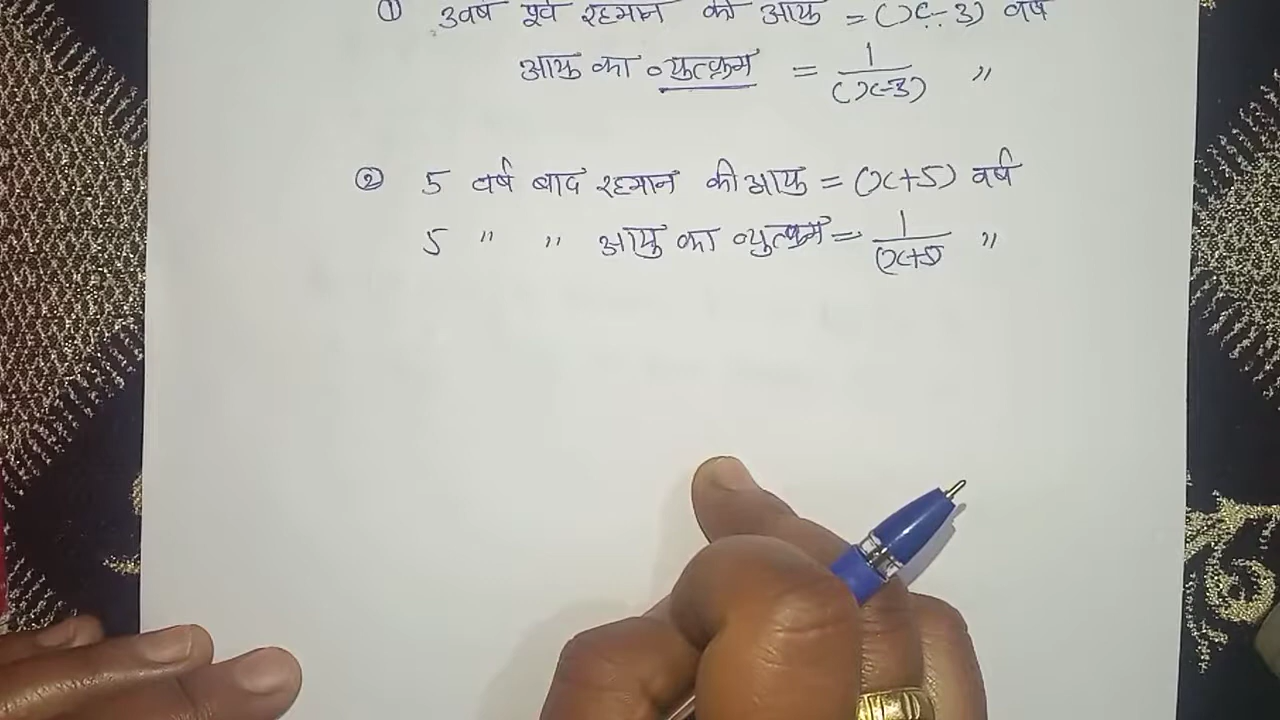 ① 3 वर्ष पूर्व रहमान की आयु = (x-3) वर्ष
आयु का व्युत्क्रम = 1/(x-3) "
② 5 वर्ष बाद रहमान की आयु = (x+5) वर्ष
5 " " आयु का व्युत्क्रम = 1/(x+5) "